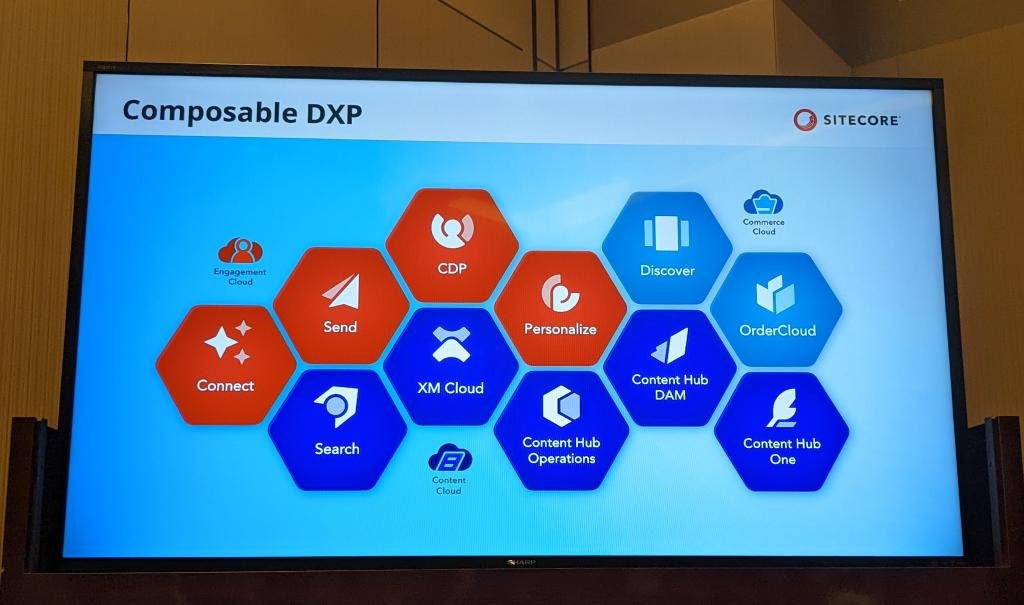 Composable DXP
SITECORE
Engagement
Cloud
CDP
Discover
Commerce
Cloud
Send
Personalize
OrderCloud
Connect
XM Cloud
Content Hub
DAM
Search
Content Hub
Operations
Content Hub
One
Content
Cloud
SHARP